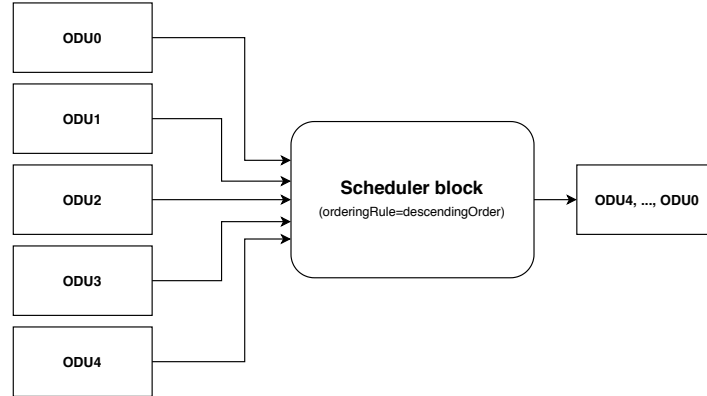 ODU0
ODU1
ODU2
ODU3
ODU4
Scheduler block
(orderingRule=descendingOrder)
ODU4, ..., ODU0